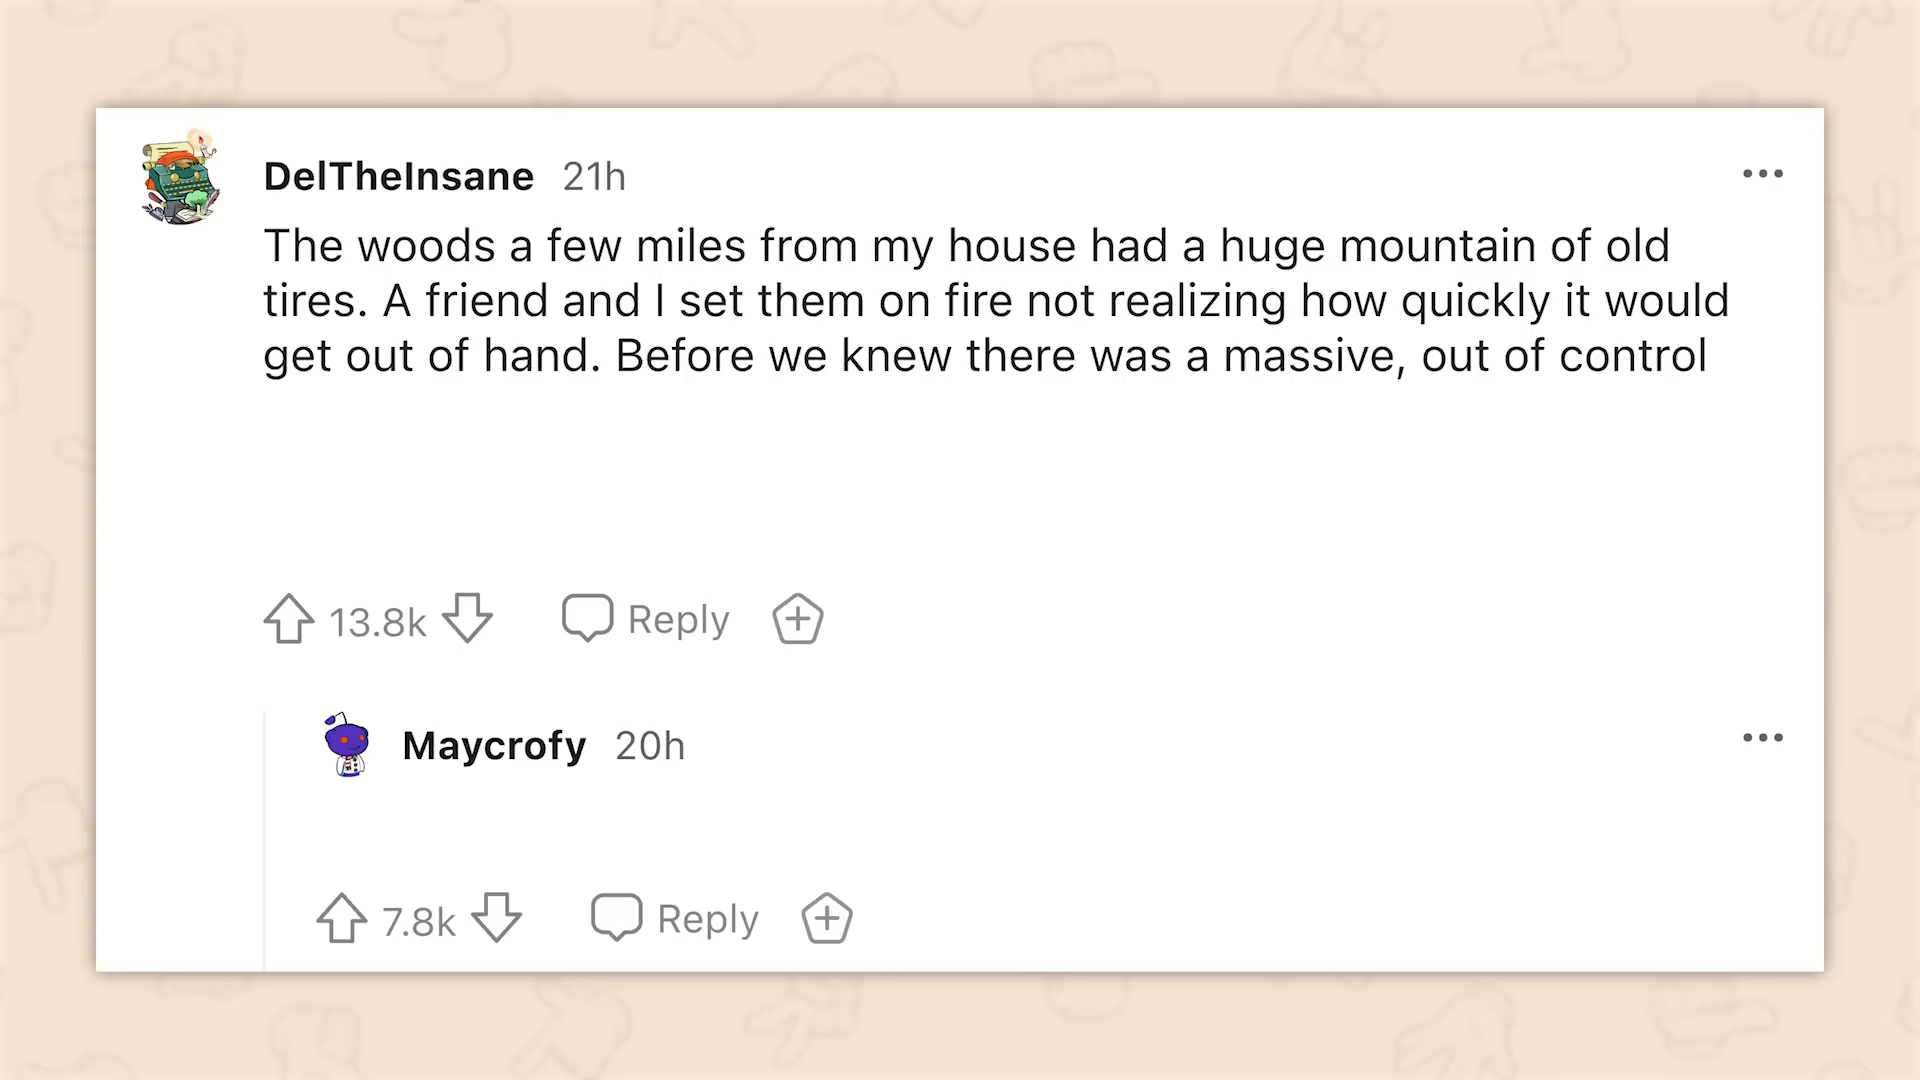 DelTheInsane 21h
The woods a few miles from my house had a huge mountain of old
tires. A friend and I set them on fire not realizing how quickly it would
get out of hand. Before we knew there was a massive, out of control
13.8k Reply
Maycrofy 20h
7.8k Reply